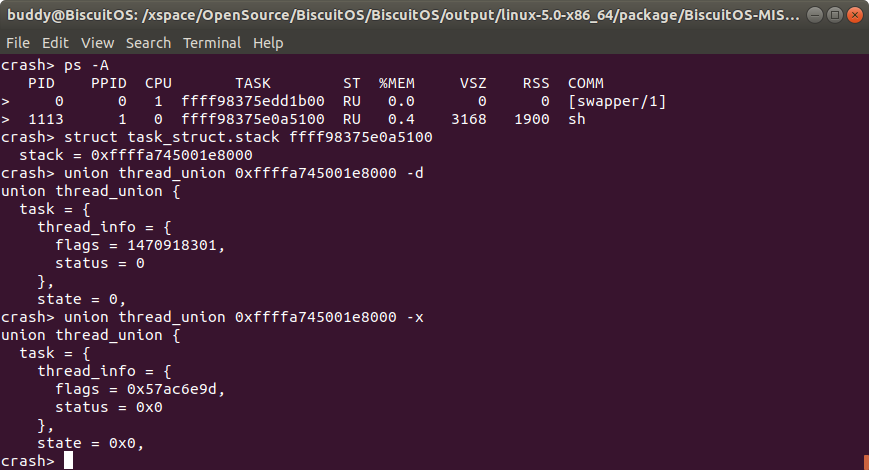 buddy@BiscuitOS: /xspace/OpenSource/BiscuitOS/BiscuitOS/output/linux-5.0-x86_64/package/BiscuitOS-MIS...
File Edit View Search Terminal Help
crash> ps -A
   PID    PPID  CPU       TASK        ST  %MEM     VSZ    RSS  COMM
>     0      0   1  ffff98375edd1b00  RU   0.0       0      0  [swapper/1]
>  1113      1   0  ffff98375e0a5100  RU   0.4    3168   1900  sh
crash> struct task_struct.stack ffff98375e0a5100
  stack = 0xffffa745001e8000
crash> union thread_union 0xffffa745001e8000 -d
union thread_union {
  task = {
    thread_info = {
      flags = 1470918301,
      status = 0
    },
    state = 0,
crash> union thread_union 0xffffa745001e8000 -x
union thread_union {
  task = {
    thread_info = {
      flags = 0x57ac6e9d,
      status = 0x0
    },
    state = 0x0,
crash>